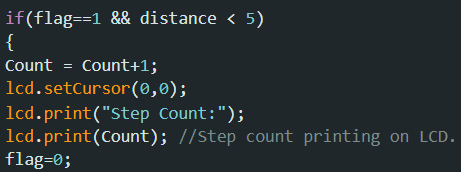 if(flag==1 && distance < 5)
{
Count = Count+1;
lcd.setCursor(0,0);
lcd.print("Step Count:");
lcd.print(Count); //Step count printing on LCD.
flag=0;